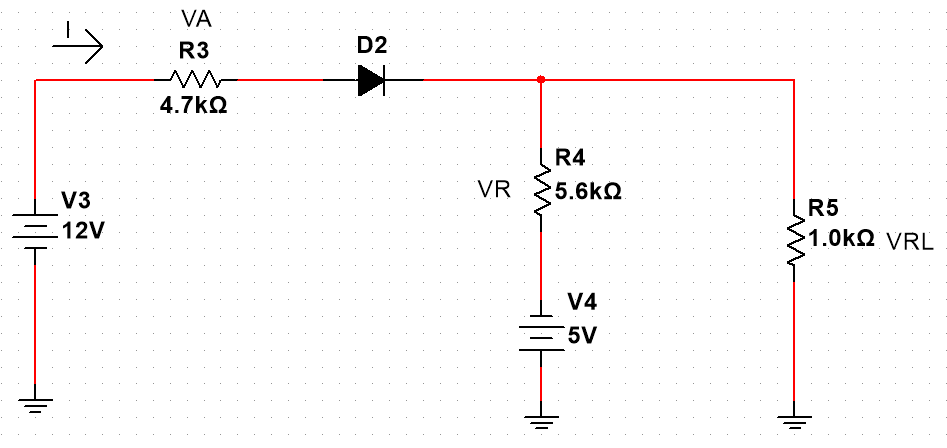 I
VA
R3
4.7kΩ
D2
V3
12V
VR
R4
5.6kΩ
V4
5V
R5
1.0kΩ
VRL